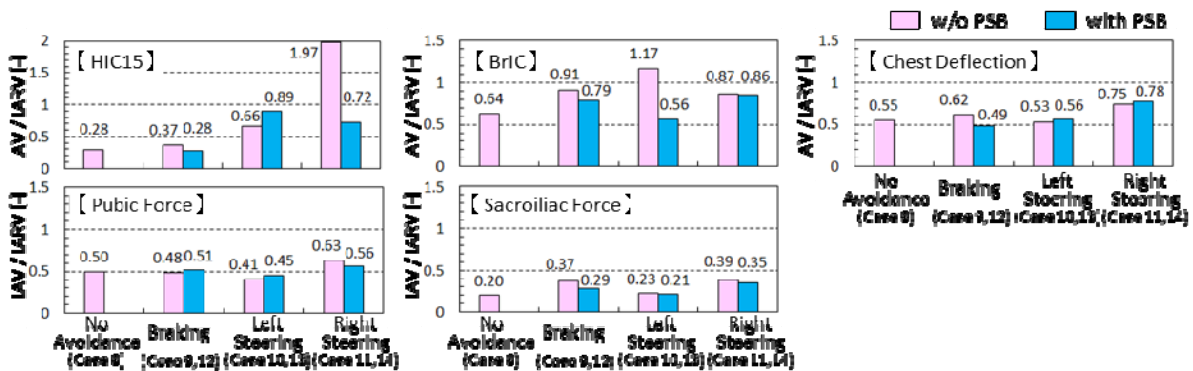 w/o PSB with PSB
【HIC15】
AV / IARV [-]
2
1.5
1
0.5
0
0.28 0.37 0.28 0.66 0.89 1.97 0.72
【BrIC】
AV / IARV [-]
1.5
1
0.5
0
0.64 0.91 0.79 1.17 0.56 0.87 0.86
【Chest Deflection】
AV / IARV [-]
1.5
1
0.5
0
0.55 0.62 0.49 0.53 0.56 0.75 0.78
No Avoidance (Case 8)
Braking (Case 9,12)
Left Steering (Case 10,13)
Right Steering (Case 11,14)
【Pubic Force】
IAV / IARV [-]
1.5
1
0.5
0
0.50 0.48 0.51 0.41 0.45 0.63 0.56
No Avoidance (Case 8)
Braking (Case 9,12)
Left Steering (Case 10,13)
Right Steering (Case 11,14)
【Sacroiliac Force】
IAV / IARV [-]
1.5
1
0.5
0
0.20 0.37 0.29 0.23 0.21 0.39 0.35
No Avoidance (Case 8)
Braking (Case 9,12)
Left Steering (Case 10,13)
Right Steering (Case 11,14)